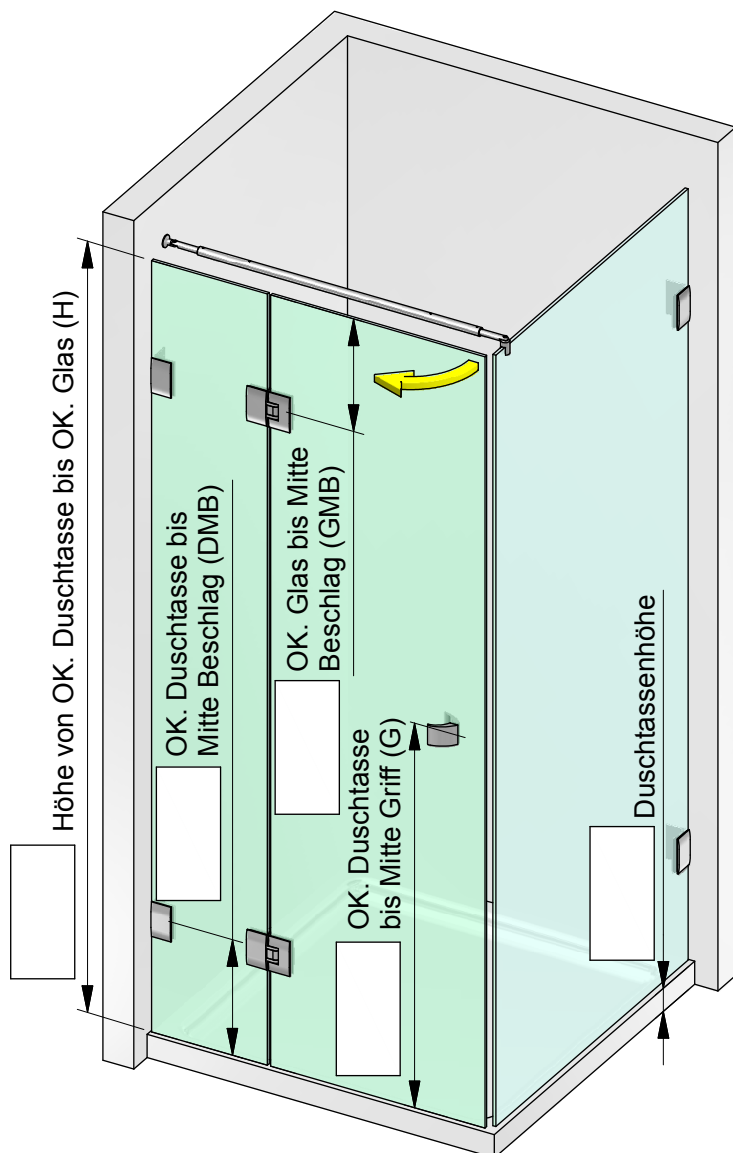 Höhe von OK. Duschtasse bis OK. Glas (H)
OK. Duschtasse bis
Mitte Beschlag (DMB)
OK. Glas bis Mitte
Beschlag (GMB)
OK. Duschtasse
bis Mitte Griff (G)
Duschtassenhöhe